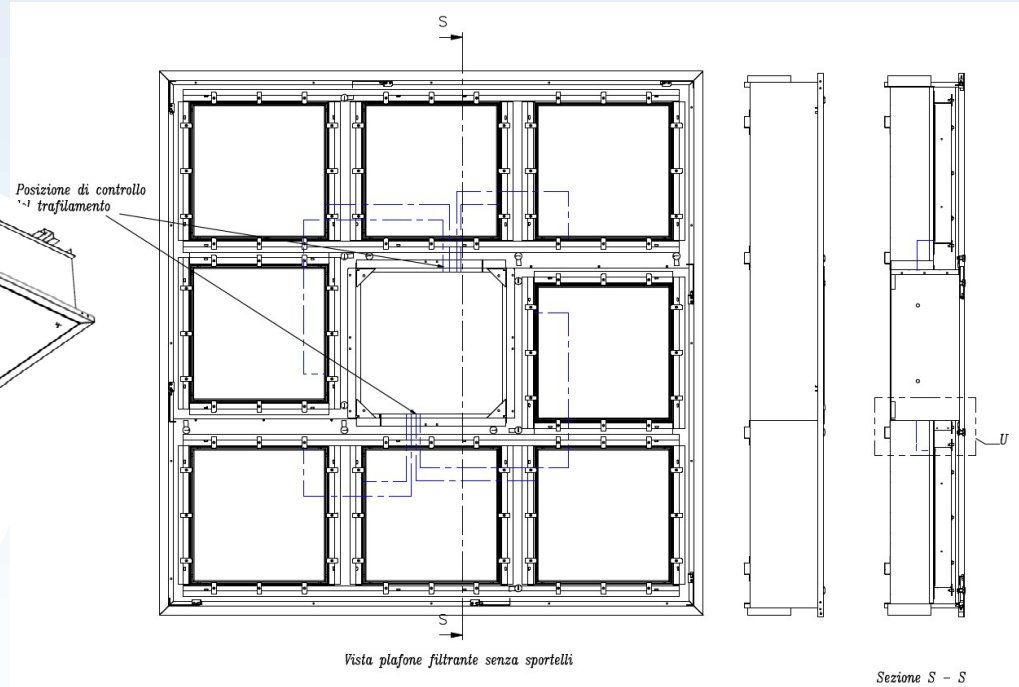 S
Posizione di controllo
trafilamento
U
S
Vista plafone filtrante senza sportelli
Sezione S - S